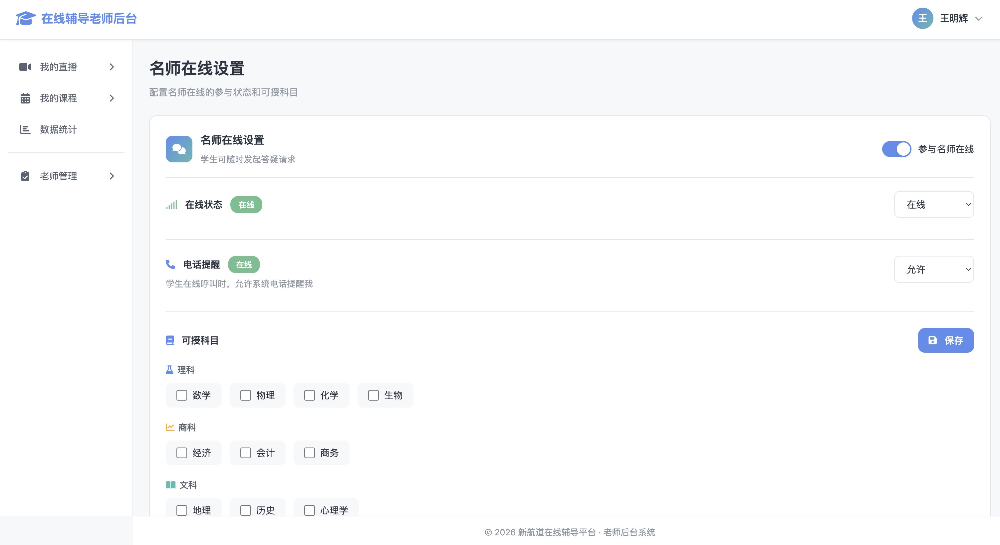 在线辅导老师后台
王 王明辉
我的直播
我的课程
数据统计
老师管理
名师在线设置
配置名师在线的参与状态和可授科目
名师在线设置
学生可随时发起答疑请求
参与名师在线
在线状态 在线 在线
电话提醒 在线 允许
学生在线呼叫时，允许系统电话提醒我
可授科目 保存
理科
数学 物理 化学 生物
商科
经济 会计 商务
文科
地理 历史 心理学
© 2026 新航道在线辅导平台 · 老师后台系统